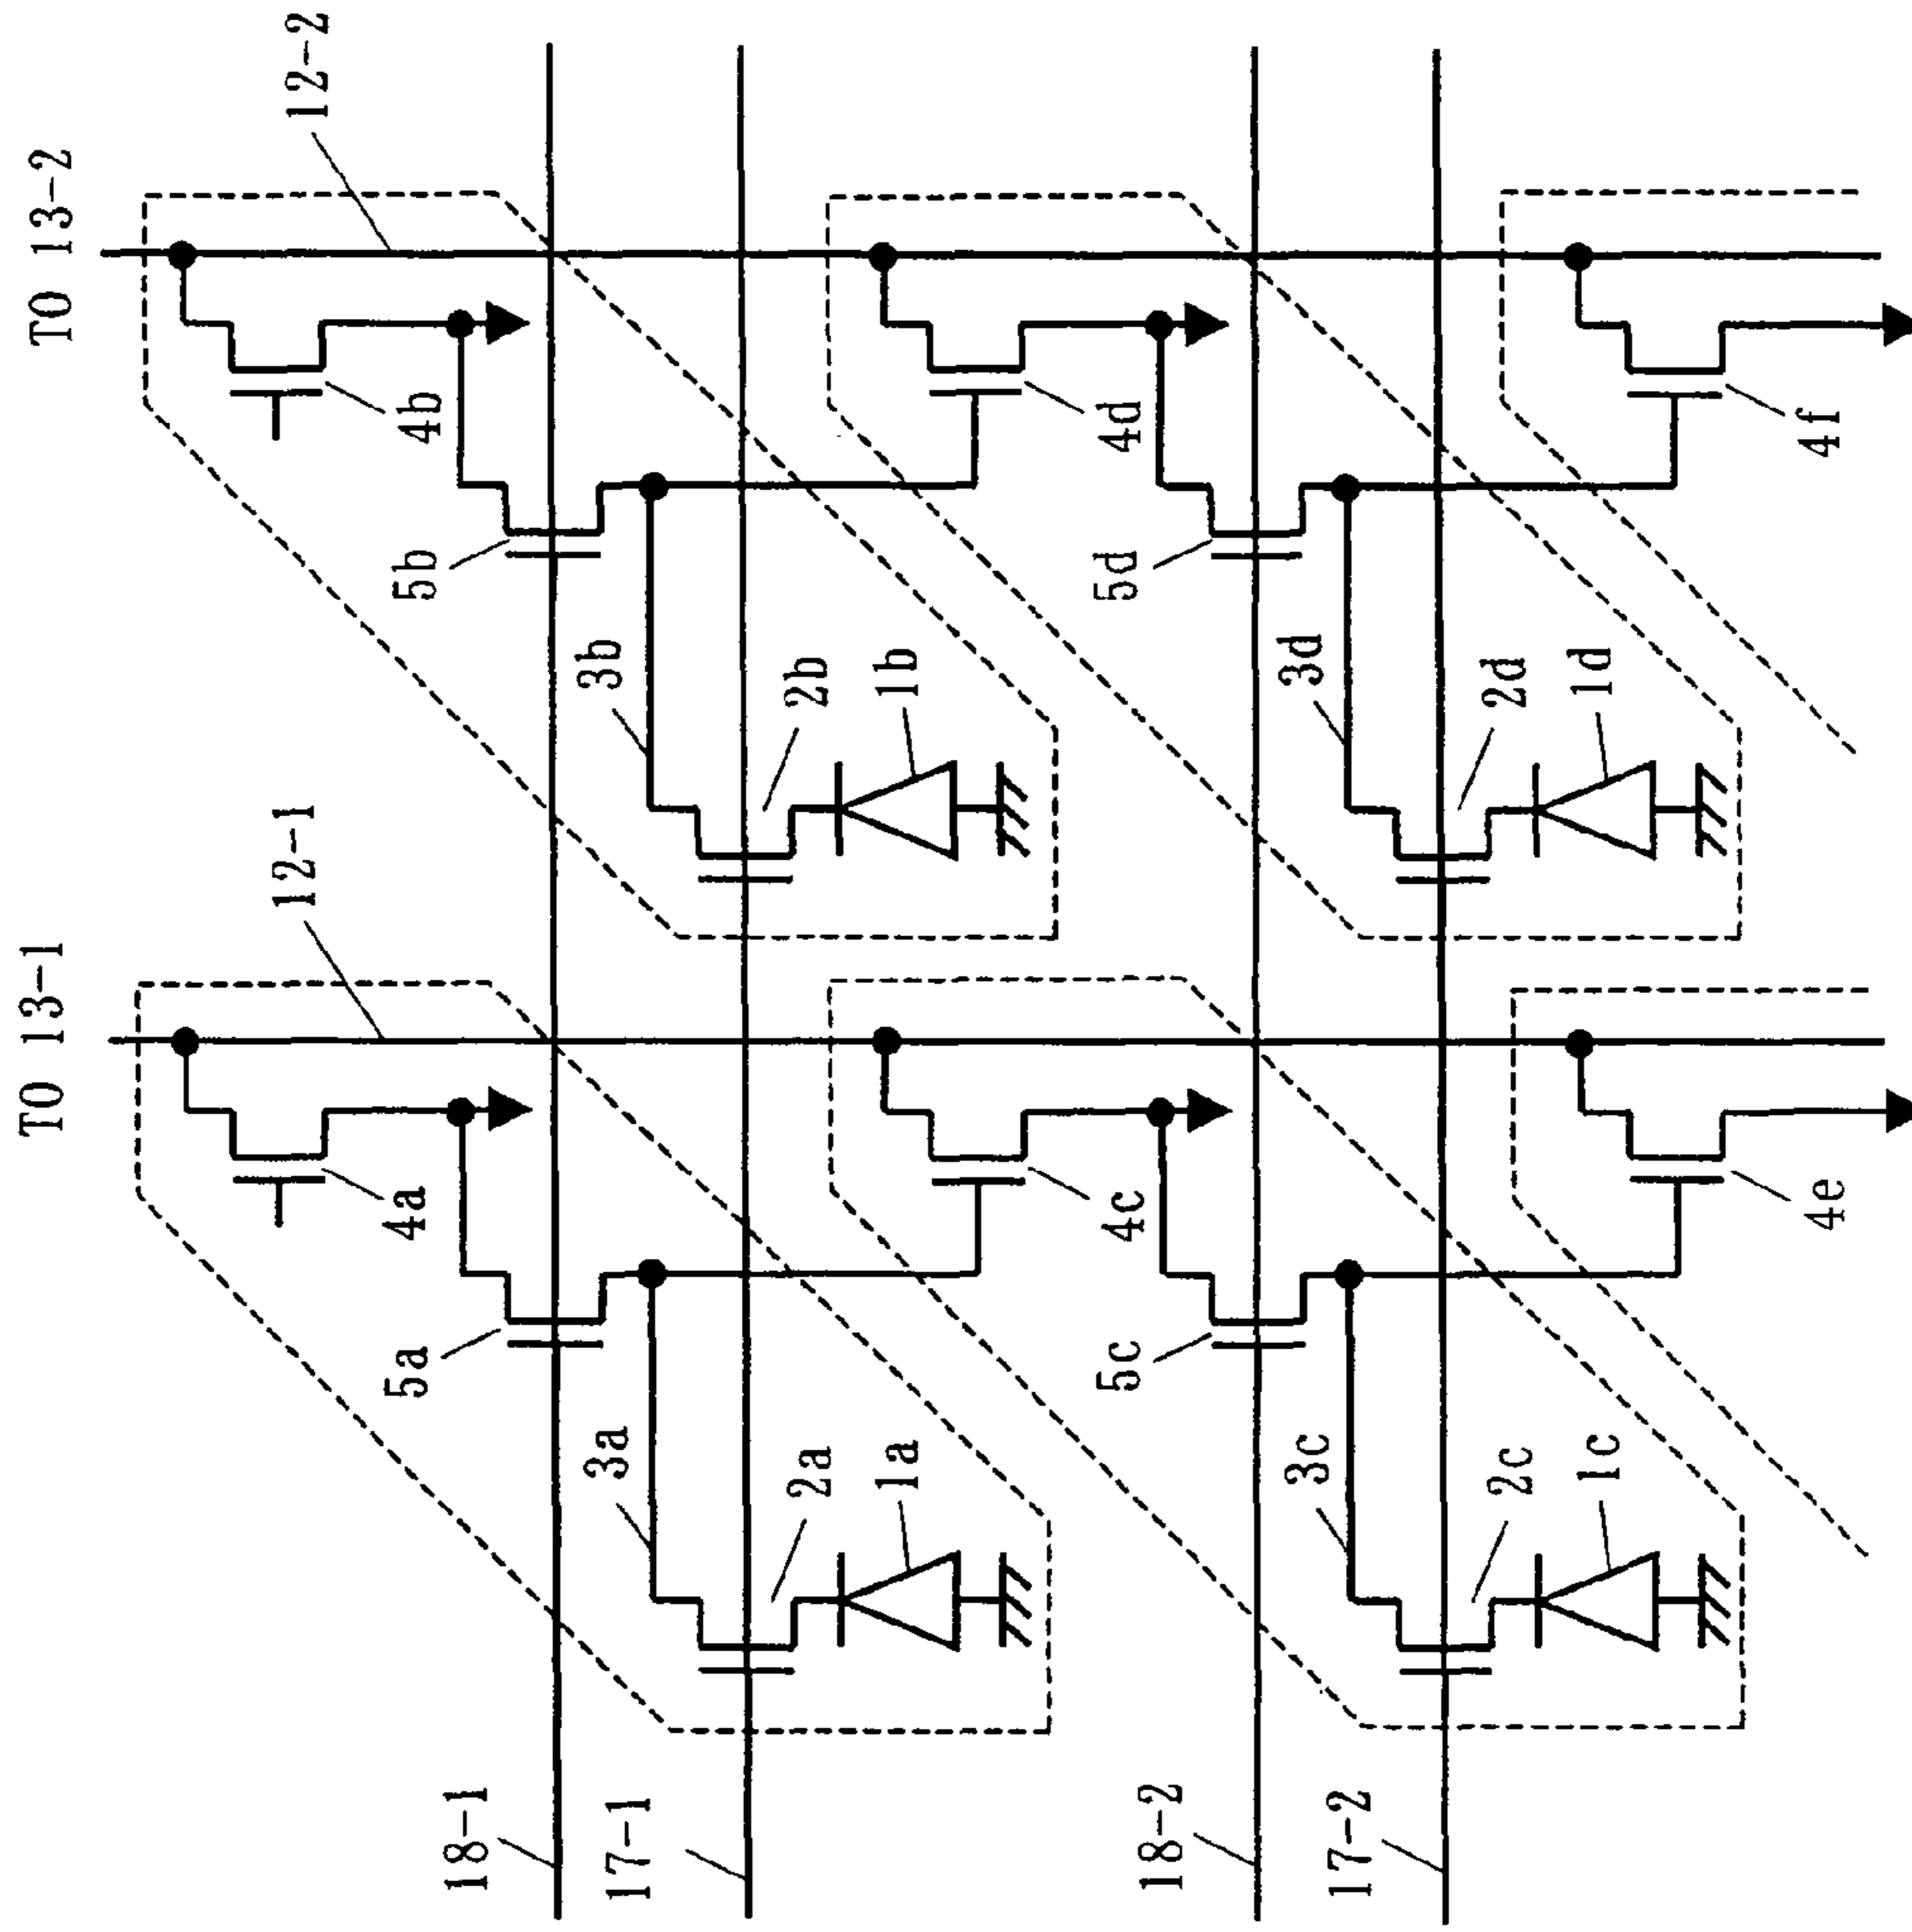 TO 13-1
TO 13-2
12-1
12-2
4a
4b
5a
5b
3a
3b
2a
2b
1a
1b
18-1
17-1
4c
4d
5c
5d
3c
3d
2c
2d
1c
1d
18-2
17-2
4e
4f